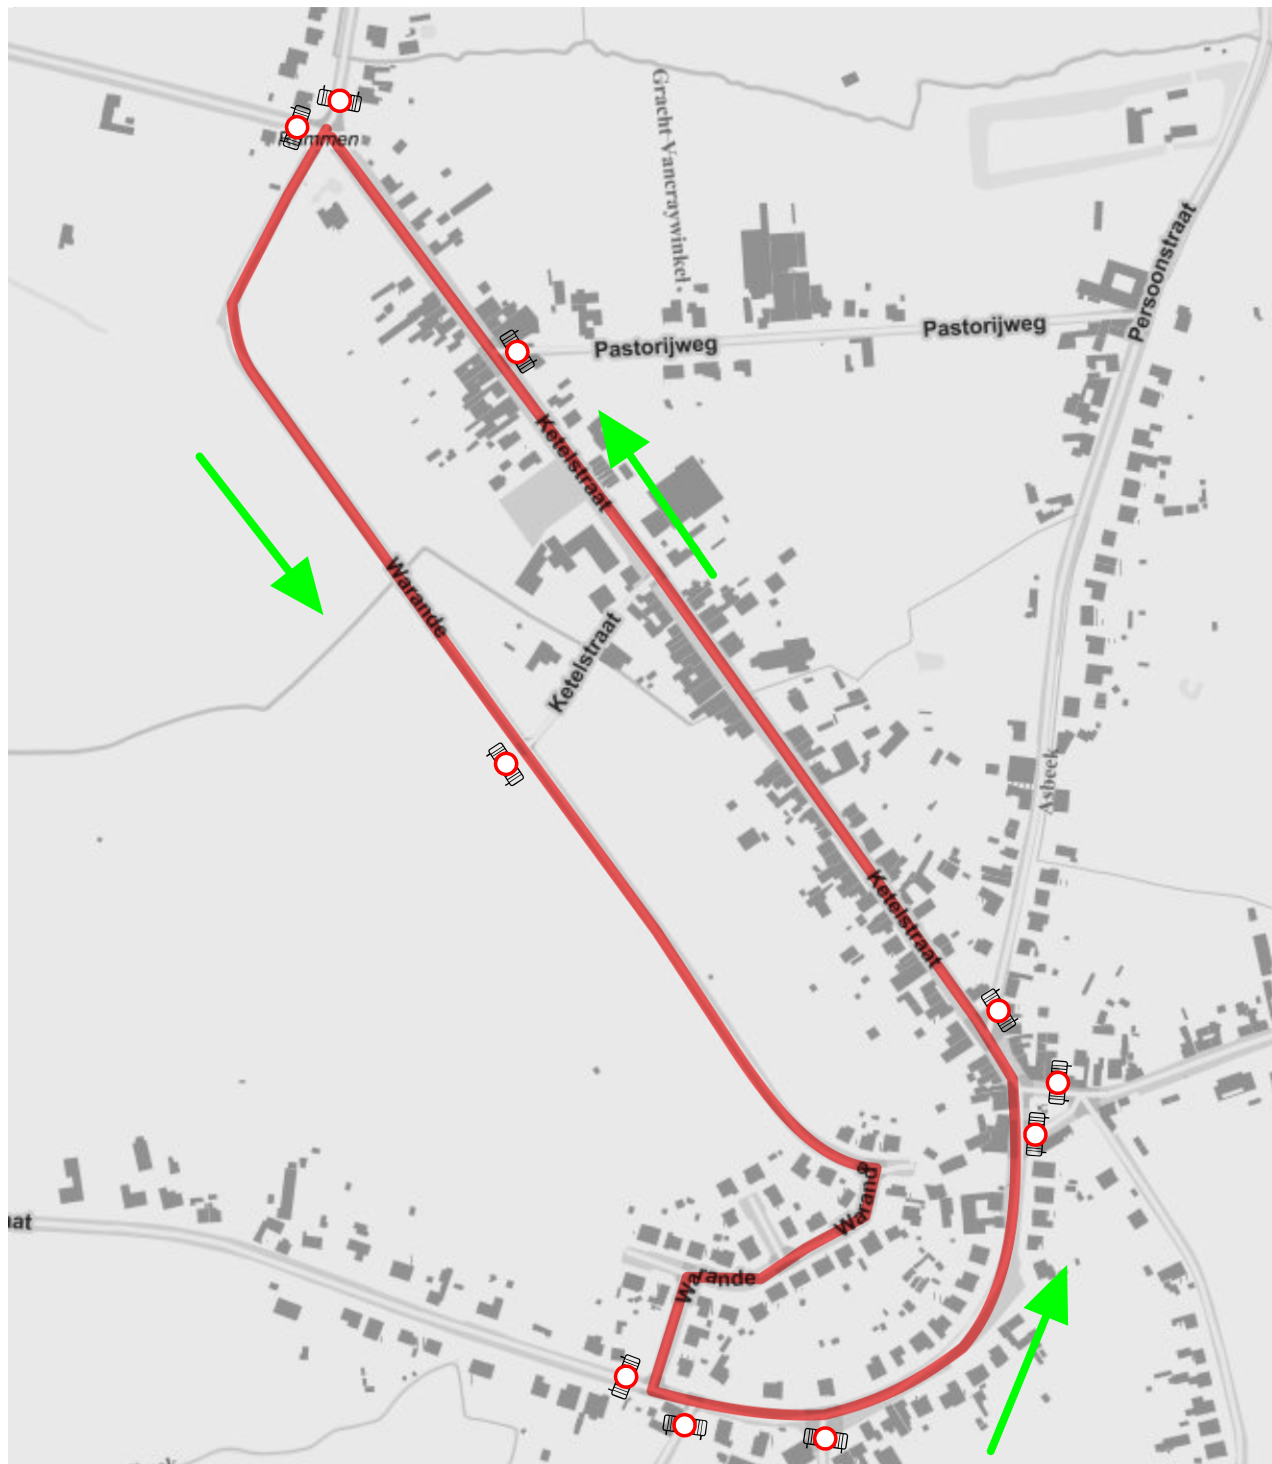 Gracht Vancraywinkel
Persoonstraat
Pastorijweg
Pastorijweg
Ketelstraat
Warande
Ketelstraat
Asbeek
Ketelstraat
Warande
Warande